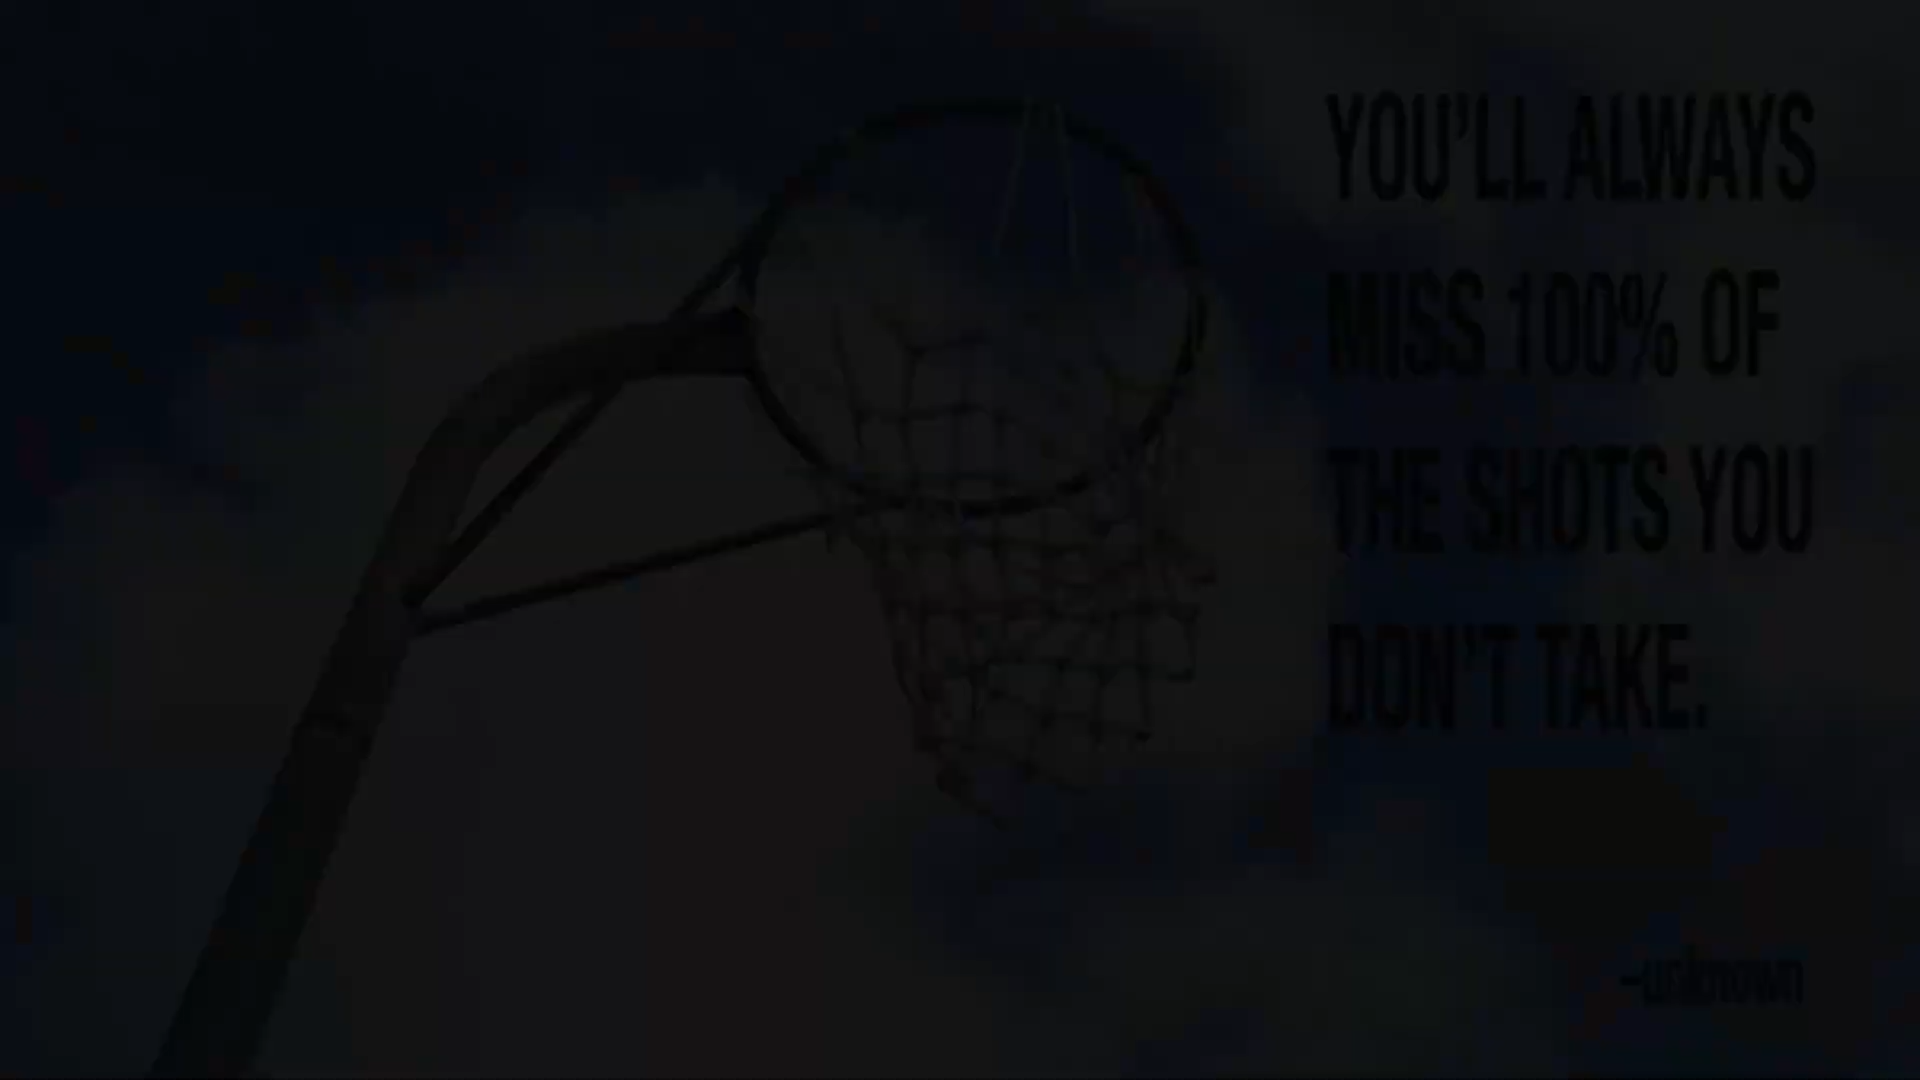 YOU'LL ALWAYS
MISS 100% OF
THE SHOTS YOU
DON'T TAKE.
-unknown